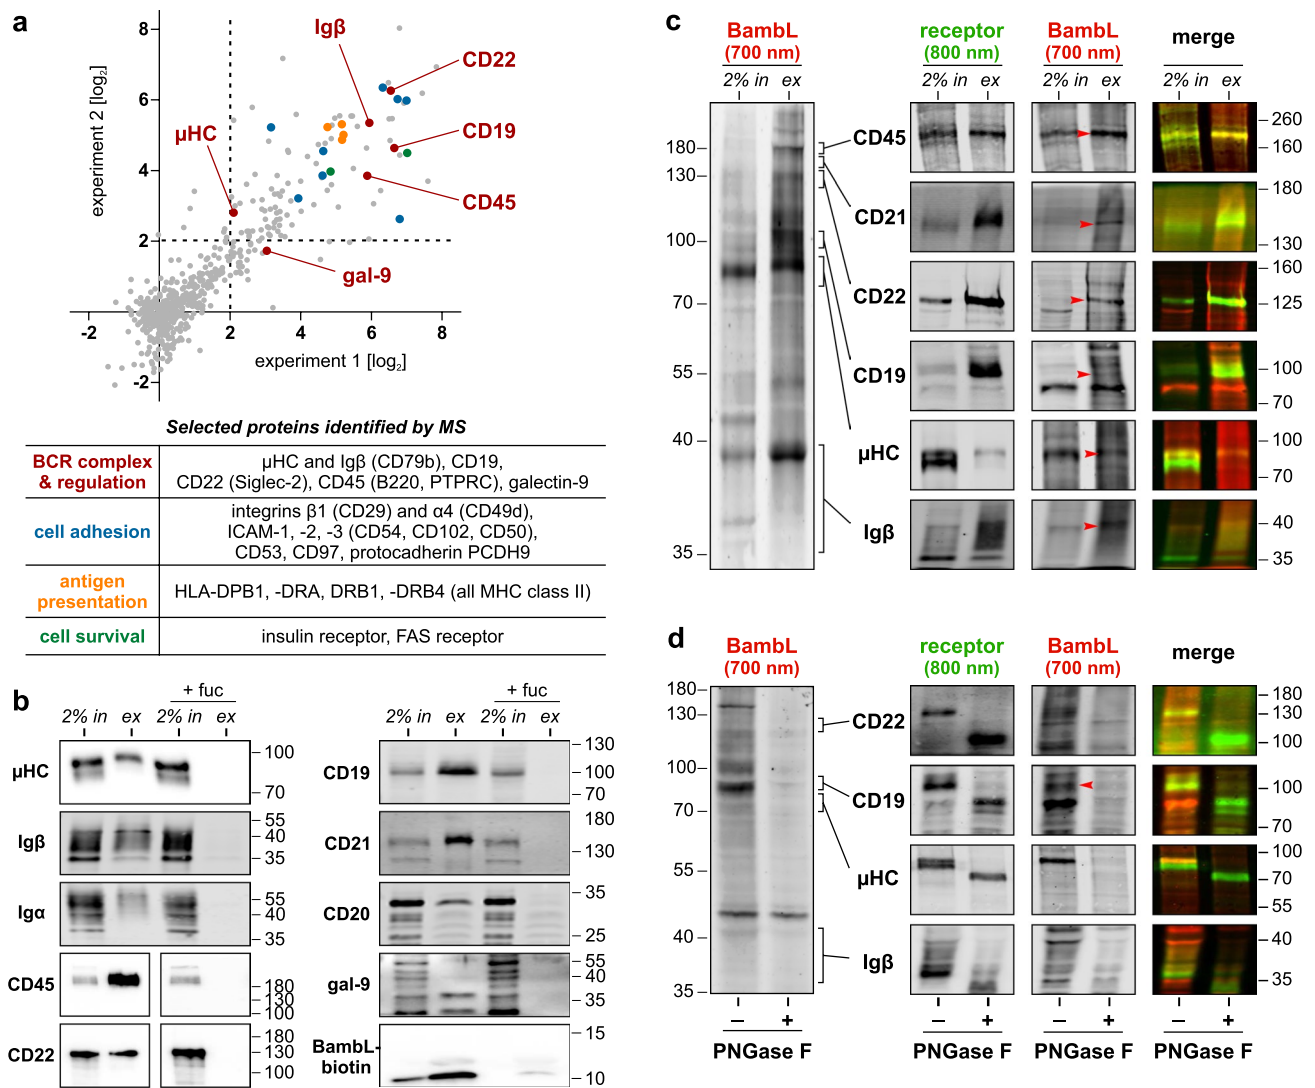 a
experiment 2 [log2]
8
6
4
2
-2
-2
2
4
6
8
experiment 1 [log2]
Igβ
CD22
CD19
CD45
µHC
gal-9
Selected proteins identified by MS
BCR complex & regulation
µHC and Igβ (CD79b), CD19,
CD22 (Siglec-2), CD45 (B220, PTPRC), galectin-9
cell adhesion
integrins β1 (CD29) and α4 (CD49d),
ICAM-1, -2, -3 (CD54, CD102, CD50),
CD53, CD97, protocadherin PCDH9
antigen presentation
HLA-DPB1, -DRA, DRB1, -DRB4 (all MHC class II)
cell survival
insulin receptor, FAS receptor
b
+ fuc
2% in ex 2% in ex
µHC
100
70
Igβ
55
40
35
Igα
55
40
35
CD45
180
130
100
CD22
180
130
100
+ fuc
2% in ex 2% in ex
CD19
130
100
70
CD21
180
130
CD20
35
25
gal-9
55
40
35
BambL-biotin
15
10
c
BambL
(700 nm)
2% in ex
180
130
100
70
55
40
35
receptor
(800 nm)
2% in ex
BambL
(700 nm)
2% in ex
merge
2% in ex
CD45
260
160
CD21
180
130
CD22
160
125
CD19
100
70
µHC
100
70
Igβ
40
35
d
BambL
(700 nm)
180
130
100
70
55
40
35
– +
PNGase F
receptor
(800 nm)
BambL
(700 nm)
merge
CD22
180
130
100
CD19
100
70
µHC
100
70
55
Igβ
40
35
– +
PNGase F
– +
PNGase F
– +
PNGase F